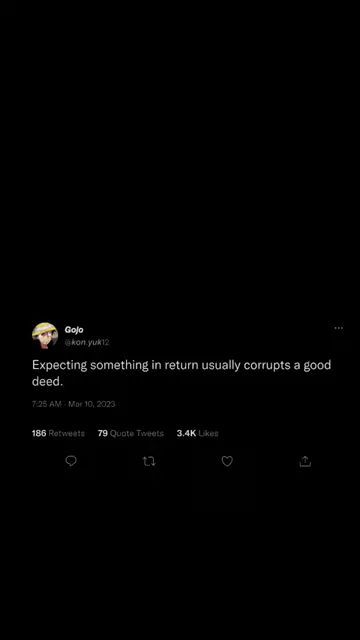 Gojo
@kon.yuk12
Expecting something in return usually corrupts a good
deed.
7:25 AM · Mar 10, 2023
186 Retweets 79 Quote Tweets 3.4K Likes